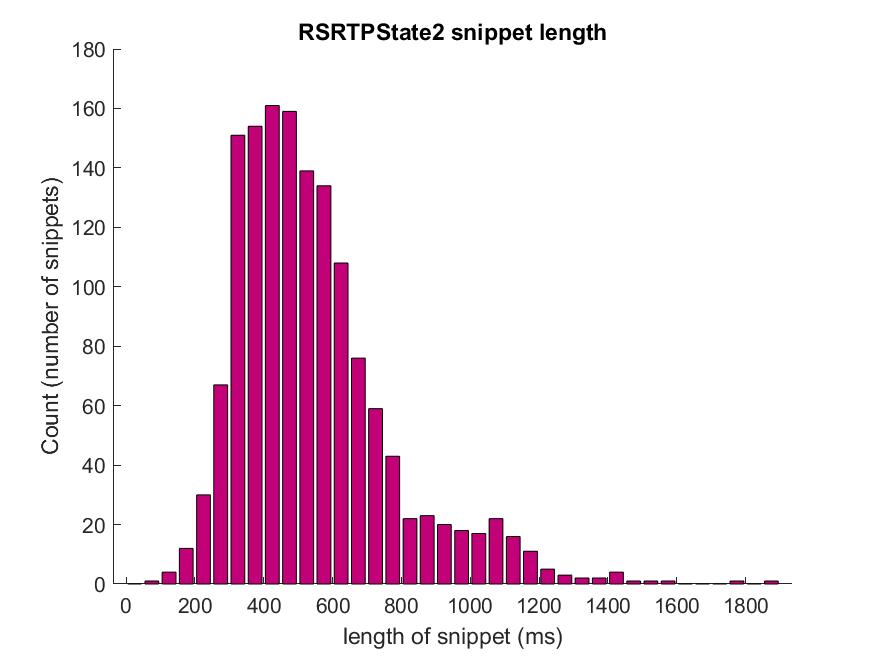 RSRTPState2 snippet length
180
160
140
120
100
80
60
40
20
0
Count (number of snippets)
0 200 400 600 800 1000 1200 1400 1600 1800
length of snippet (ms)